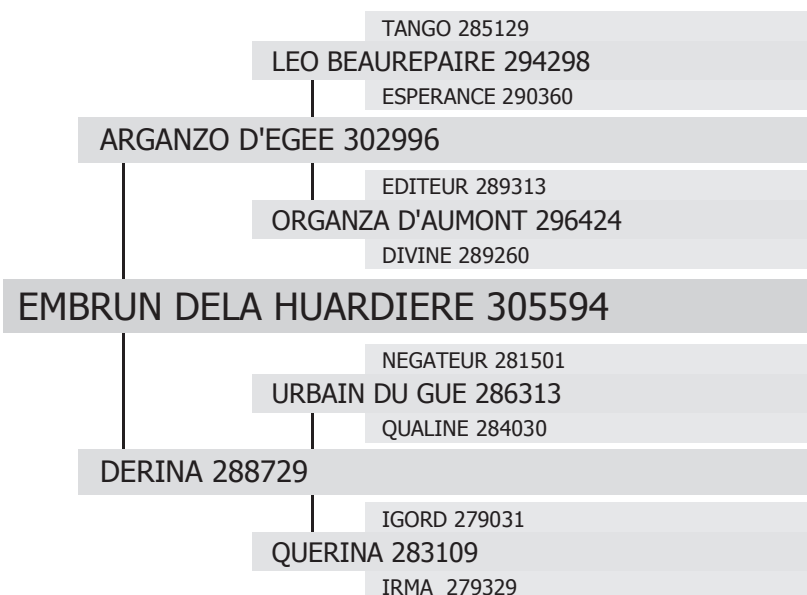 TANGO 285129
LEO BEAUREPAIRE 294298
ESPERANCE 290360
ARGANZO D'EGEE 302996
EDITEUR 289313
ORGANZA D'AUMONT 296424
DIVINE 289260
EMBRUN DELA HUARDIERE 305594
NEGATEUR 281501
URBAIN DU GUE 286313
QUALINE 284030
DERINA 288729
IGORD 279031
QUERINA 283109
IRMA 279329